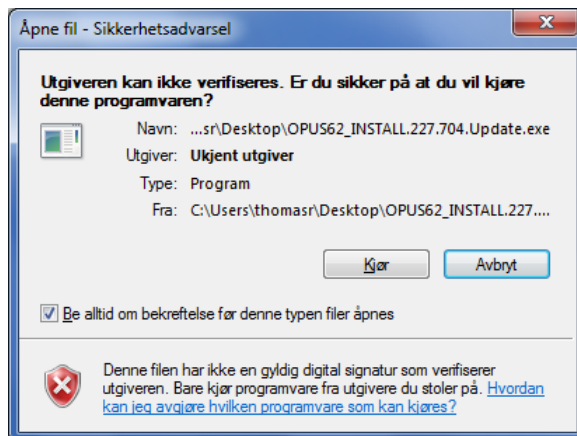 Åpne fil - Sikkerhetsadvarsel
Utgiveren kan ikke verifiseres. Er du sikker på at du vil kjøre
denne programvaren?
Navn: ...sr\Desktop\OPUS62_INSTALL.227.704.Update.exe
Utgiver: Ukjent utgiver
Type: Program
Fra: C:\Users\thomasr\Desktop\OPUS62_INSTALL.227....
Kjør Avbryt
Be alltid om bekreftelse før denne typen filer åpnes
Denne filen har ikke en gyldig digital signatur som verifiserer
utgiveren. Bare kjør programvare fra utgivere du stoler på. Hvordan
kan jeg avgjøre hvilken programvare som kan kjøres?